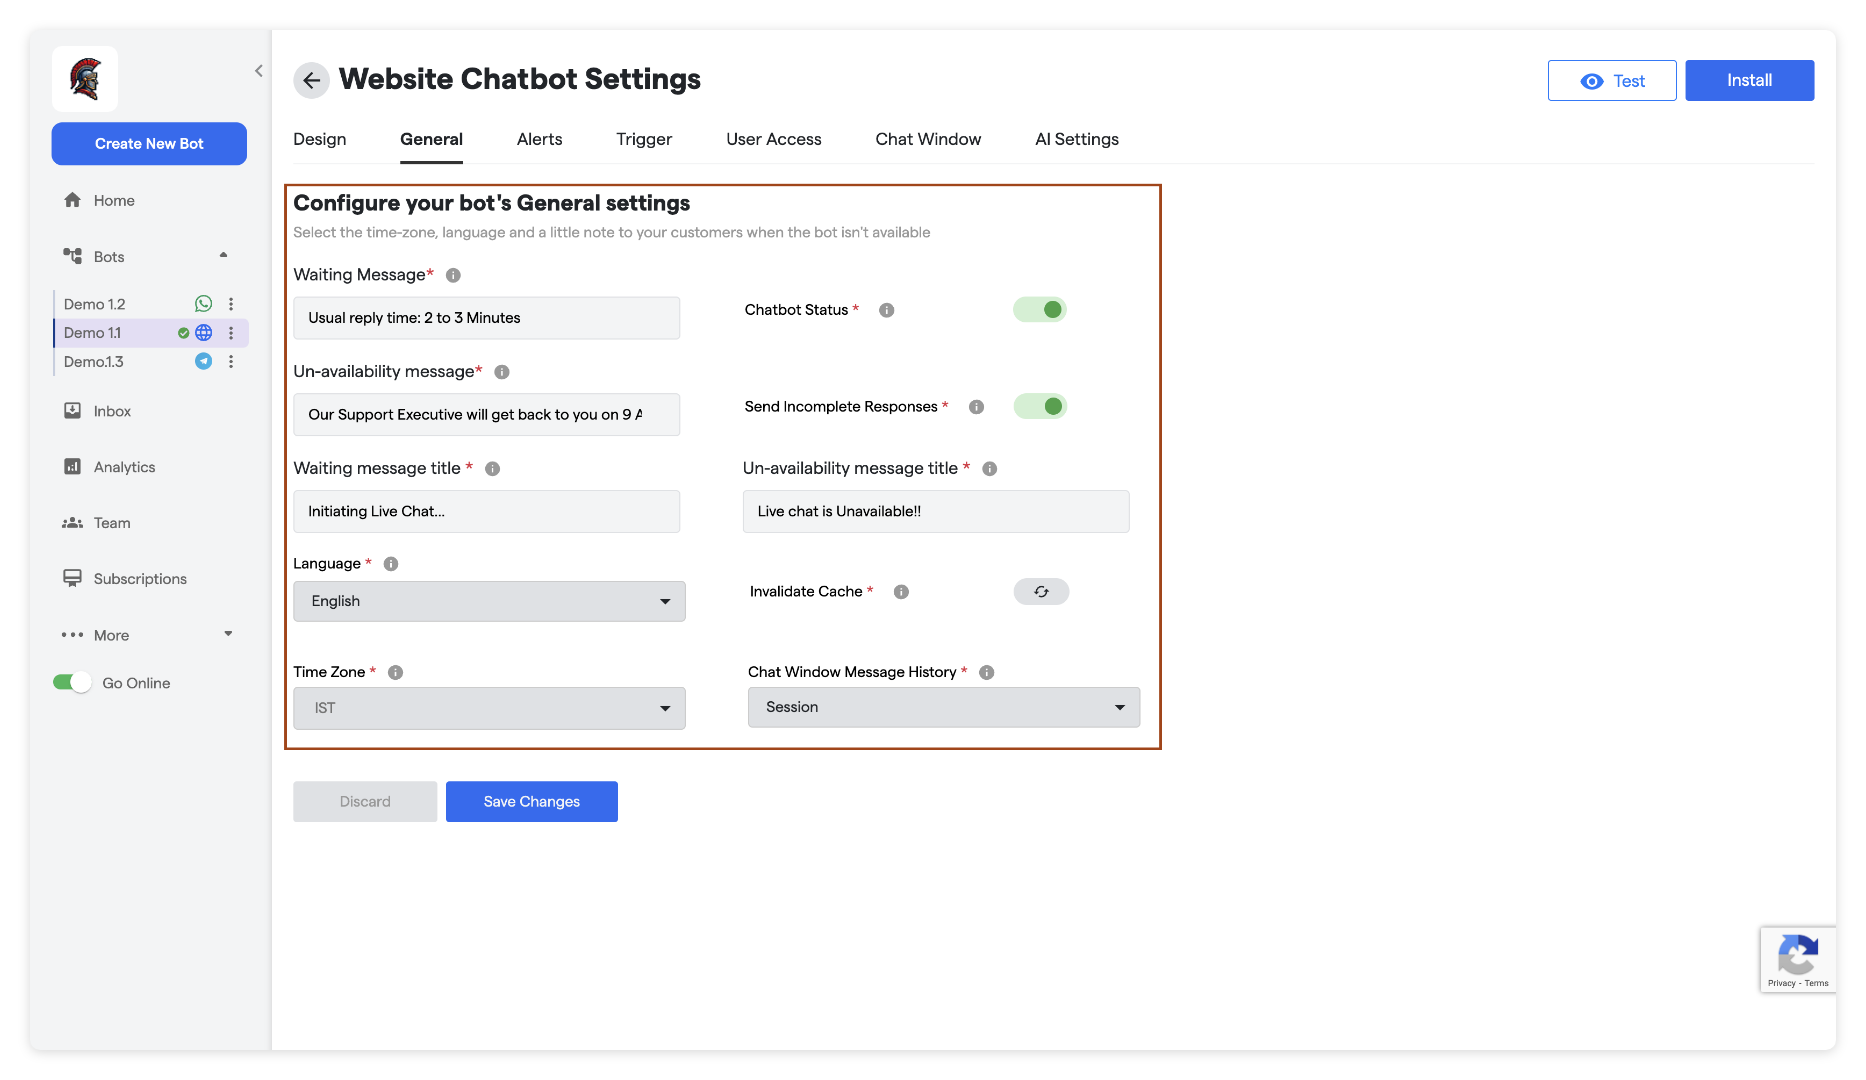 Website Chatbot Settings
Test
Install
Create New Bot
Design
General
Alerts
Trigger
User Access
Chat Window
AI Settings
Home
Bots
Demo 1.2
Demo 1.1
Demo.1.3
Inbox
Analytics
Team
Subscriptions
More
Go Online
Configure your bot's General settings
Select the time-zone, language and a little note to your customers when the bot isn't available
Waiting Message*
Usual reply time: 2 to 3 Minutes
Chatbot Status *
Un-availability message*
Our Support Executive will get back to you on 9 A
Send Incomplete Responses *
Waiting message title *
Initiating Live Chat...
Un-availability message title *
Live chat is Unavailable!!
Language *
English
Invalidate Cache *
Time Zone *
IST
Chat Window Message History *
Session
Discard
Save Changes
Privacy - Terms